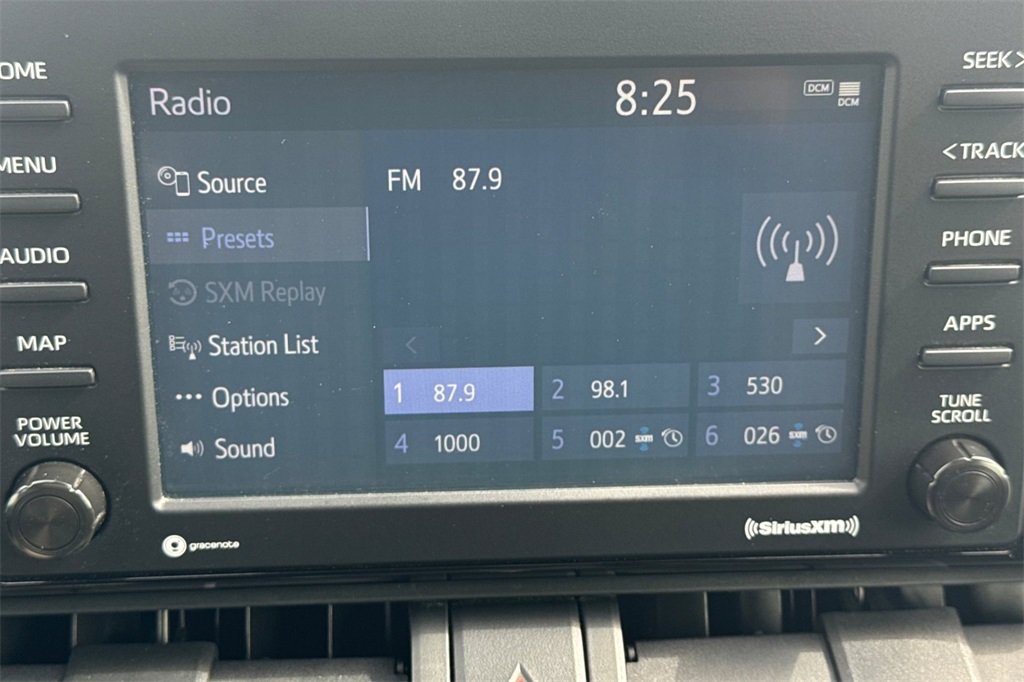 OME
MENU
AUDIO
MAP
POWER
VOLUME
Radio
8:25
DCM
DCM
Source
Presets
SXM Replay
Station List
Options
Sound
FM 87.9
<
>
1 87.9
2 98.1
3 530
4 1000
5 002 sxm
6 026 sxm
SEEK>
<TRACK
PHONE
APPS
TUNE
SCROLL
gracenote
SiriusXM